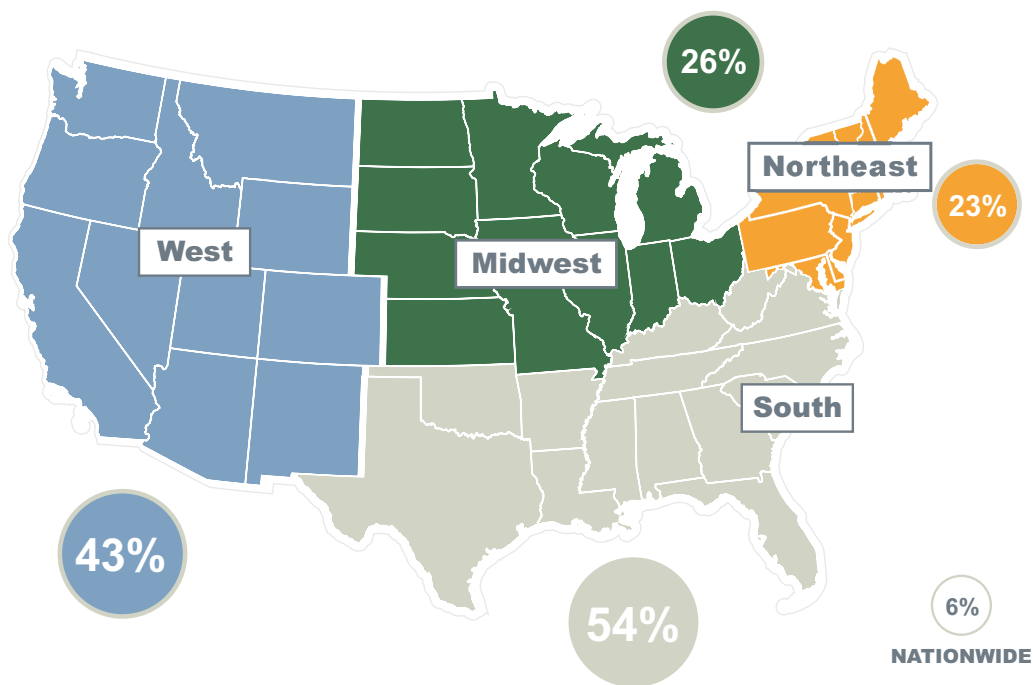 26%
Northeast
23%
West
Midwest
South
43%
54%
6%
NATIONWIDE